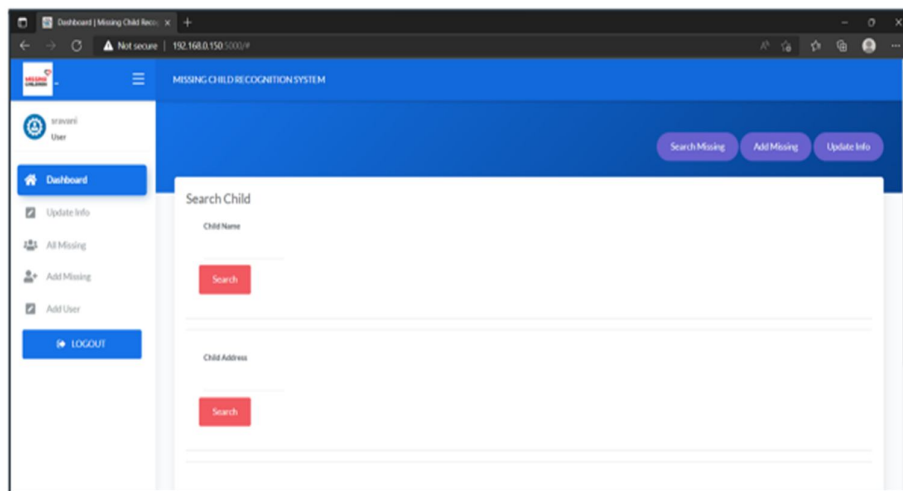 Dashboard | Missing Child Recog
Not secure | 192.168.0.150:5000/#
MISSING CHILD RECOGNITION SYSTEM
sravani
User
Search Missing
Add Missing
Update Info
Dashboard
Update Info
All Missing
Add Missing
Add User
LOGOUT
Search Child
Child Name
Search
Child Address
Search